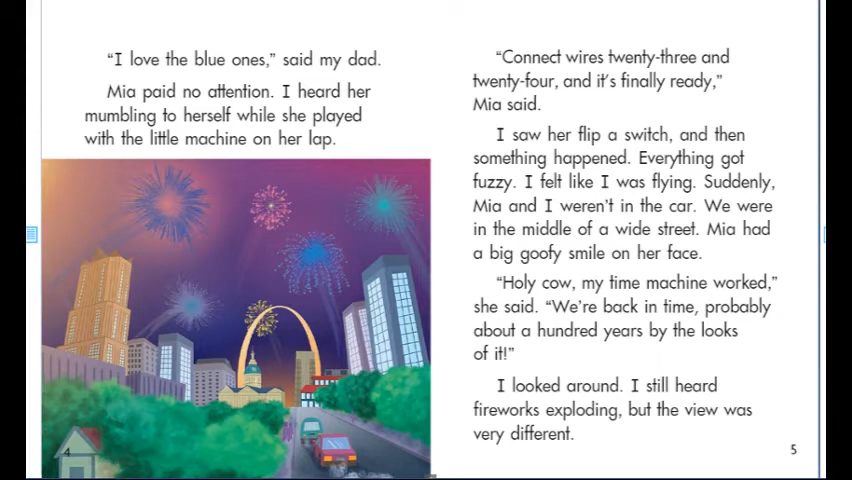 “I love the blue ones,” said my dad.
Mia paid no attention. I heard her
mumbling to herself while she played
with the little machine on her lap.
4
“Connect wires twenty-three and
twenty-four, and it’s finally ready,”
Mia said.
I saw her flip a switch, and then
something happened. Everything got
fuzzy. I felt like I was flying. Suddenly,
Mia and I weren’t in the car. We were
in the middle of a wide street. Mia had
a big goofy smile on her face.
“Holy cow, my time machine worked,”
she said. “We’re back in time, probably
about a hundred years by the looks
of it!”
I looked around. I still heard
fireworks exploding, but the view was
very different.
5